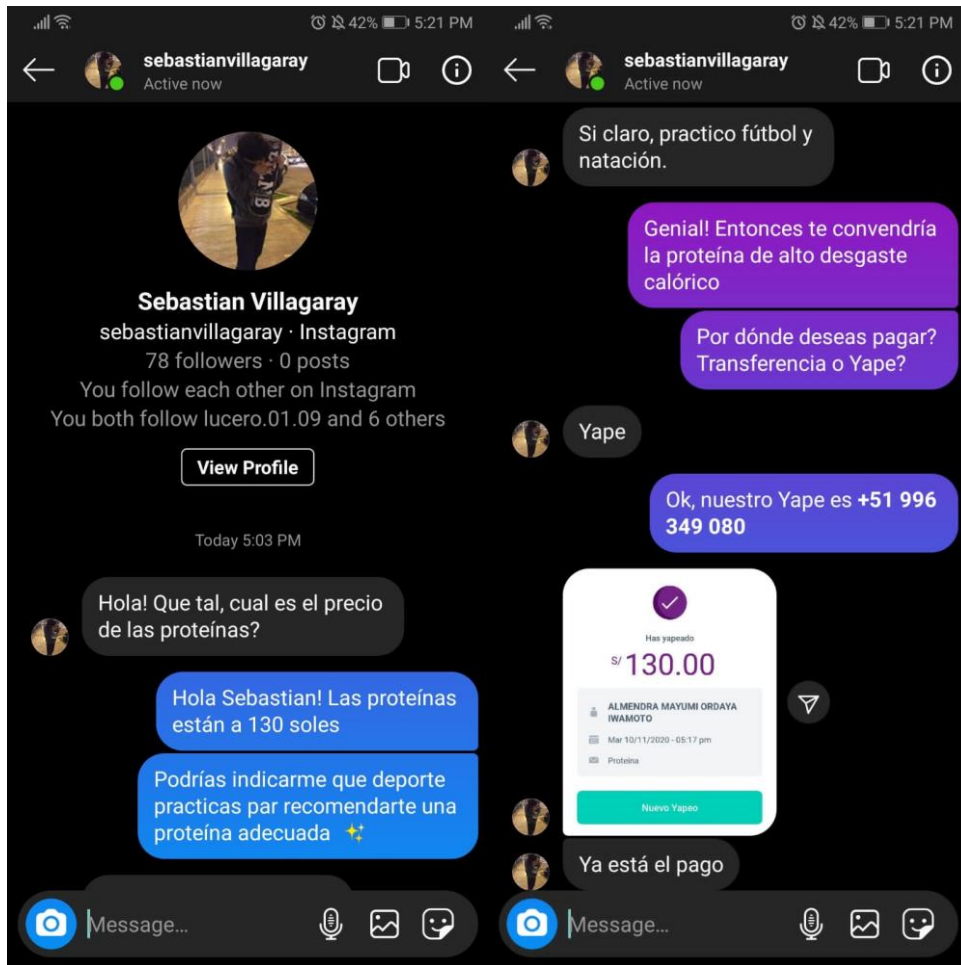 42% 5:21 PM
sebastianvillagaray
Active now
Sebastian Villagaray
sebastianvillagaray · Instagram
78 followers · 0 posts
You follow each other on Instagram
You both follow lucero.01.09 and 6 others
View Profile
Today 5:03 PM
Hola! Que tal, cual es el precio
de las proteínas?
Hola Sebastian! Las proteínas
están a 130 soles
Podrías indicarme que deporte
practicas par recomendarte una
proteína adecuada ✨
Message...
42% 5:21 PM
sebastianvillagaray
Active now
Si claro, practico fútbol y
natación.
Genial! Entonces te convendría
la proteína de alto desgaste
calórico
Por dónde deseas pagar?
Transferencia o Yape?
Yape
Ok, nuestro Yape es +51 996
349 080
Has yapeado
S/ 130.00
ALMENDRA MAYUMI ORDAYA
IWAMOTO
Mar 10/11/2020 - 05:17 pm
Proteina
Nuevo Yapeo
Ya está el pago
Message...